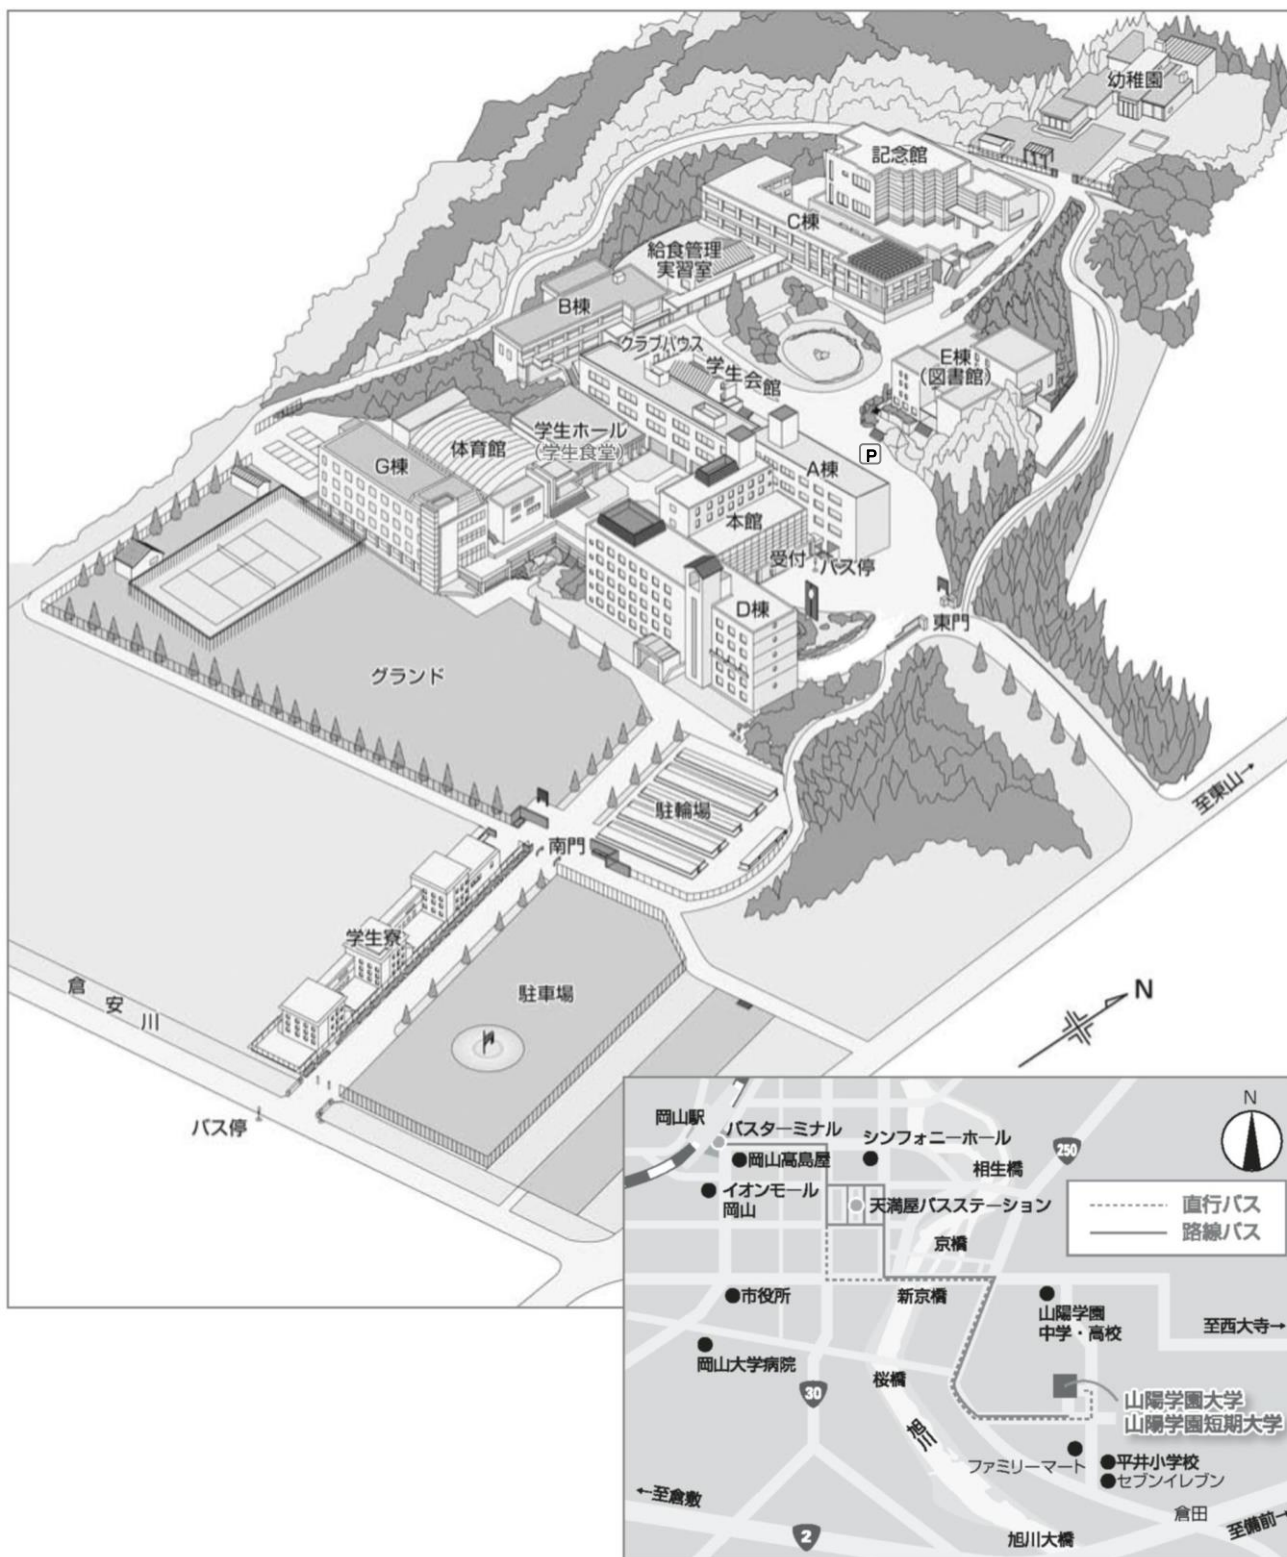 幼稚園
記念館
C棟
給食管理
実習室
B棟
クラブハウス
学生会館
E棟
(図書館)
学生ホール
(学生食堂)
体育館
G棟
A棟
P
本館
受付
バス停
D棟
東門
グランド
至東山→
駐輪場
南門
学生寮
駐車場
倉安川
バス停
N
岡山駅
バスターミナル
シンフォニーホール
250
N
岡山高島屋
相生橋
イオンモール
岡山
天満屋バスステーション
直行バス
路線バス
京橋
市役所
新京橋
山陽学園
中学・高校
至西大寺→
岡山大学病院
桜橋
30
山陽学園大学
山陽学園短期大学
旭川
ファミリーマート
平井小学校
セブンイレブン
←至倉敷
倉田
至備前→
2
旭川大橋